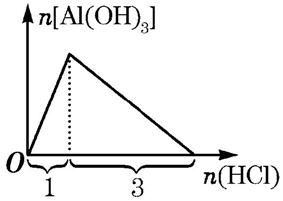 n[Al(OH)₃]
O
1 3
n(HCl)